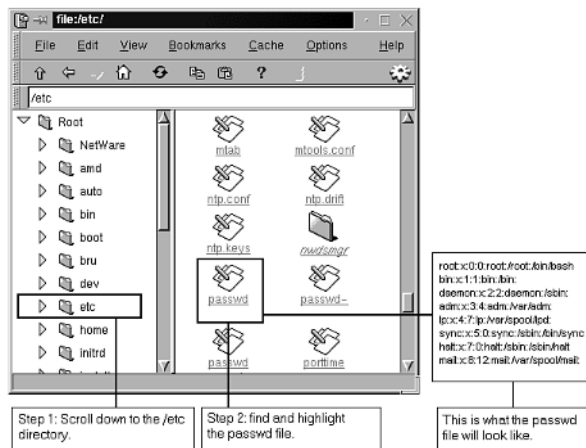 file:/etc/
File Edit View Bookmarks Cache Options Help
?
/etc
Root
NetWare
amd
auto
bin
boot
bru
dev
etc
home
initrd
mtab mtools.conf
ntp.conf ntp.drift
ntp.keys nwdsmgr
passwd passwd-
passwd porttime
root:x:0:0:root:/root:/bin/bash
bin:x:1:1:bin:/bin:
daemon:x:2:2:daemon:/sbin:
adm:x:3:4:adm:/var/adm:
lp:x:4:7:lp:/var/spool/lpd:
sync:x:5:0:sync:/sbin:/bin/sync
halt:x:7:0:halt:/sbin:/sbin/halt
mail:x:8:12:mail:/var/spool/mail:
Step 1: Scroll down to the /etc
directory.
Step 2: find and highlight
the passwd file.
This is what the passwd
file will look like.